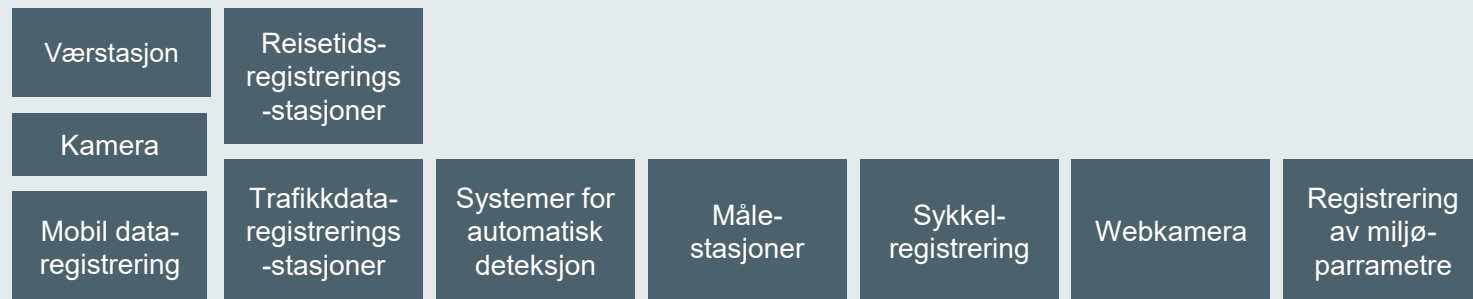 Værstasjon
Reisetids-
registrerings
-stasjoner
Kamera
Mobil data-
registrering
Trafikkdata-
registrerings
-stasjoner
Systemer for
automatisk
deteksjon
Måle-
stasjoner
Sykkel-
registrering
Webkamera
Registrering
av miljø-
parrametre